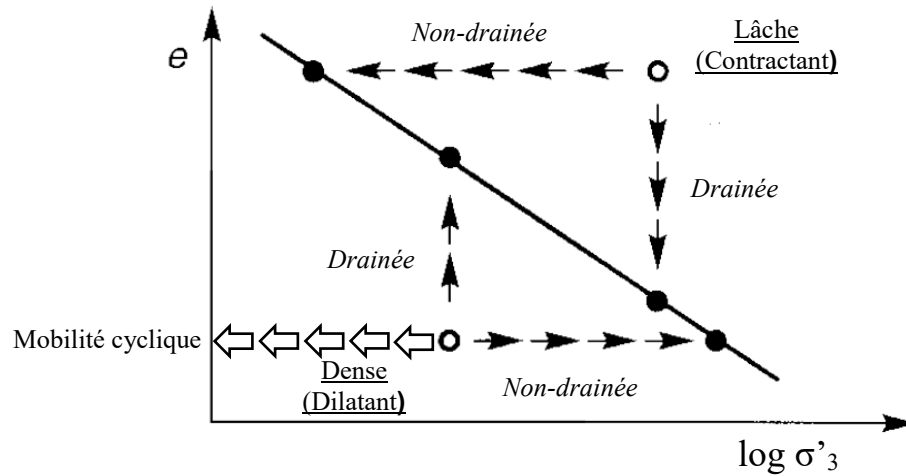 e
Non-drainée
Lâche
(Contractant)
Drainée
Drainée
Mobilité cyclique
Dense
(Dilatant)
Non-drainée
log σ’3